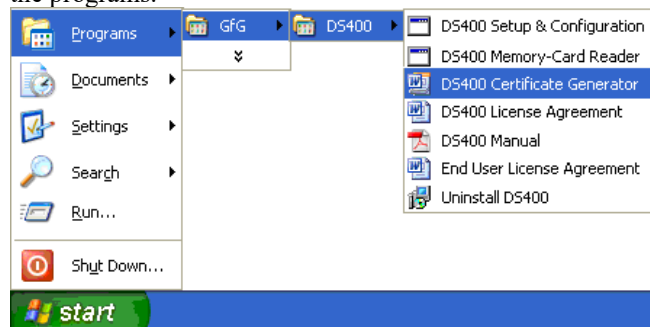 the programs.
Programs
GfG
DS400
DS400 Setup & Configuration
DS400 Memory-Card Reader
Documents
DS400 Certificate Generator
DS400 License Agreement
Settings
DS400 Manual
Search
End User License Agreement
Run...
Uninstall DS400
Shut Down...
start